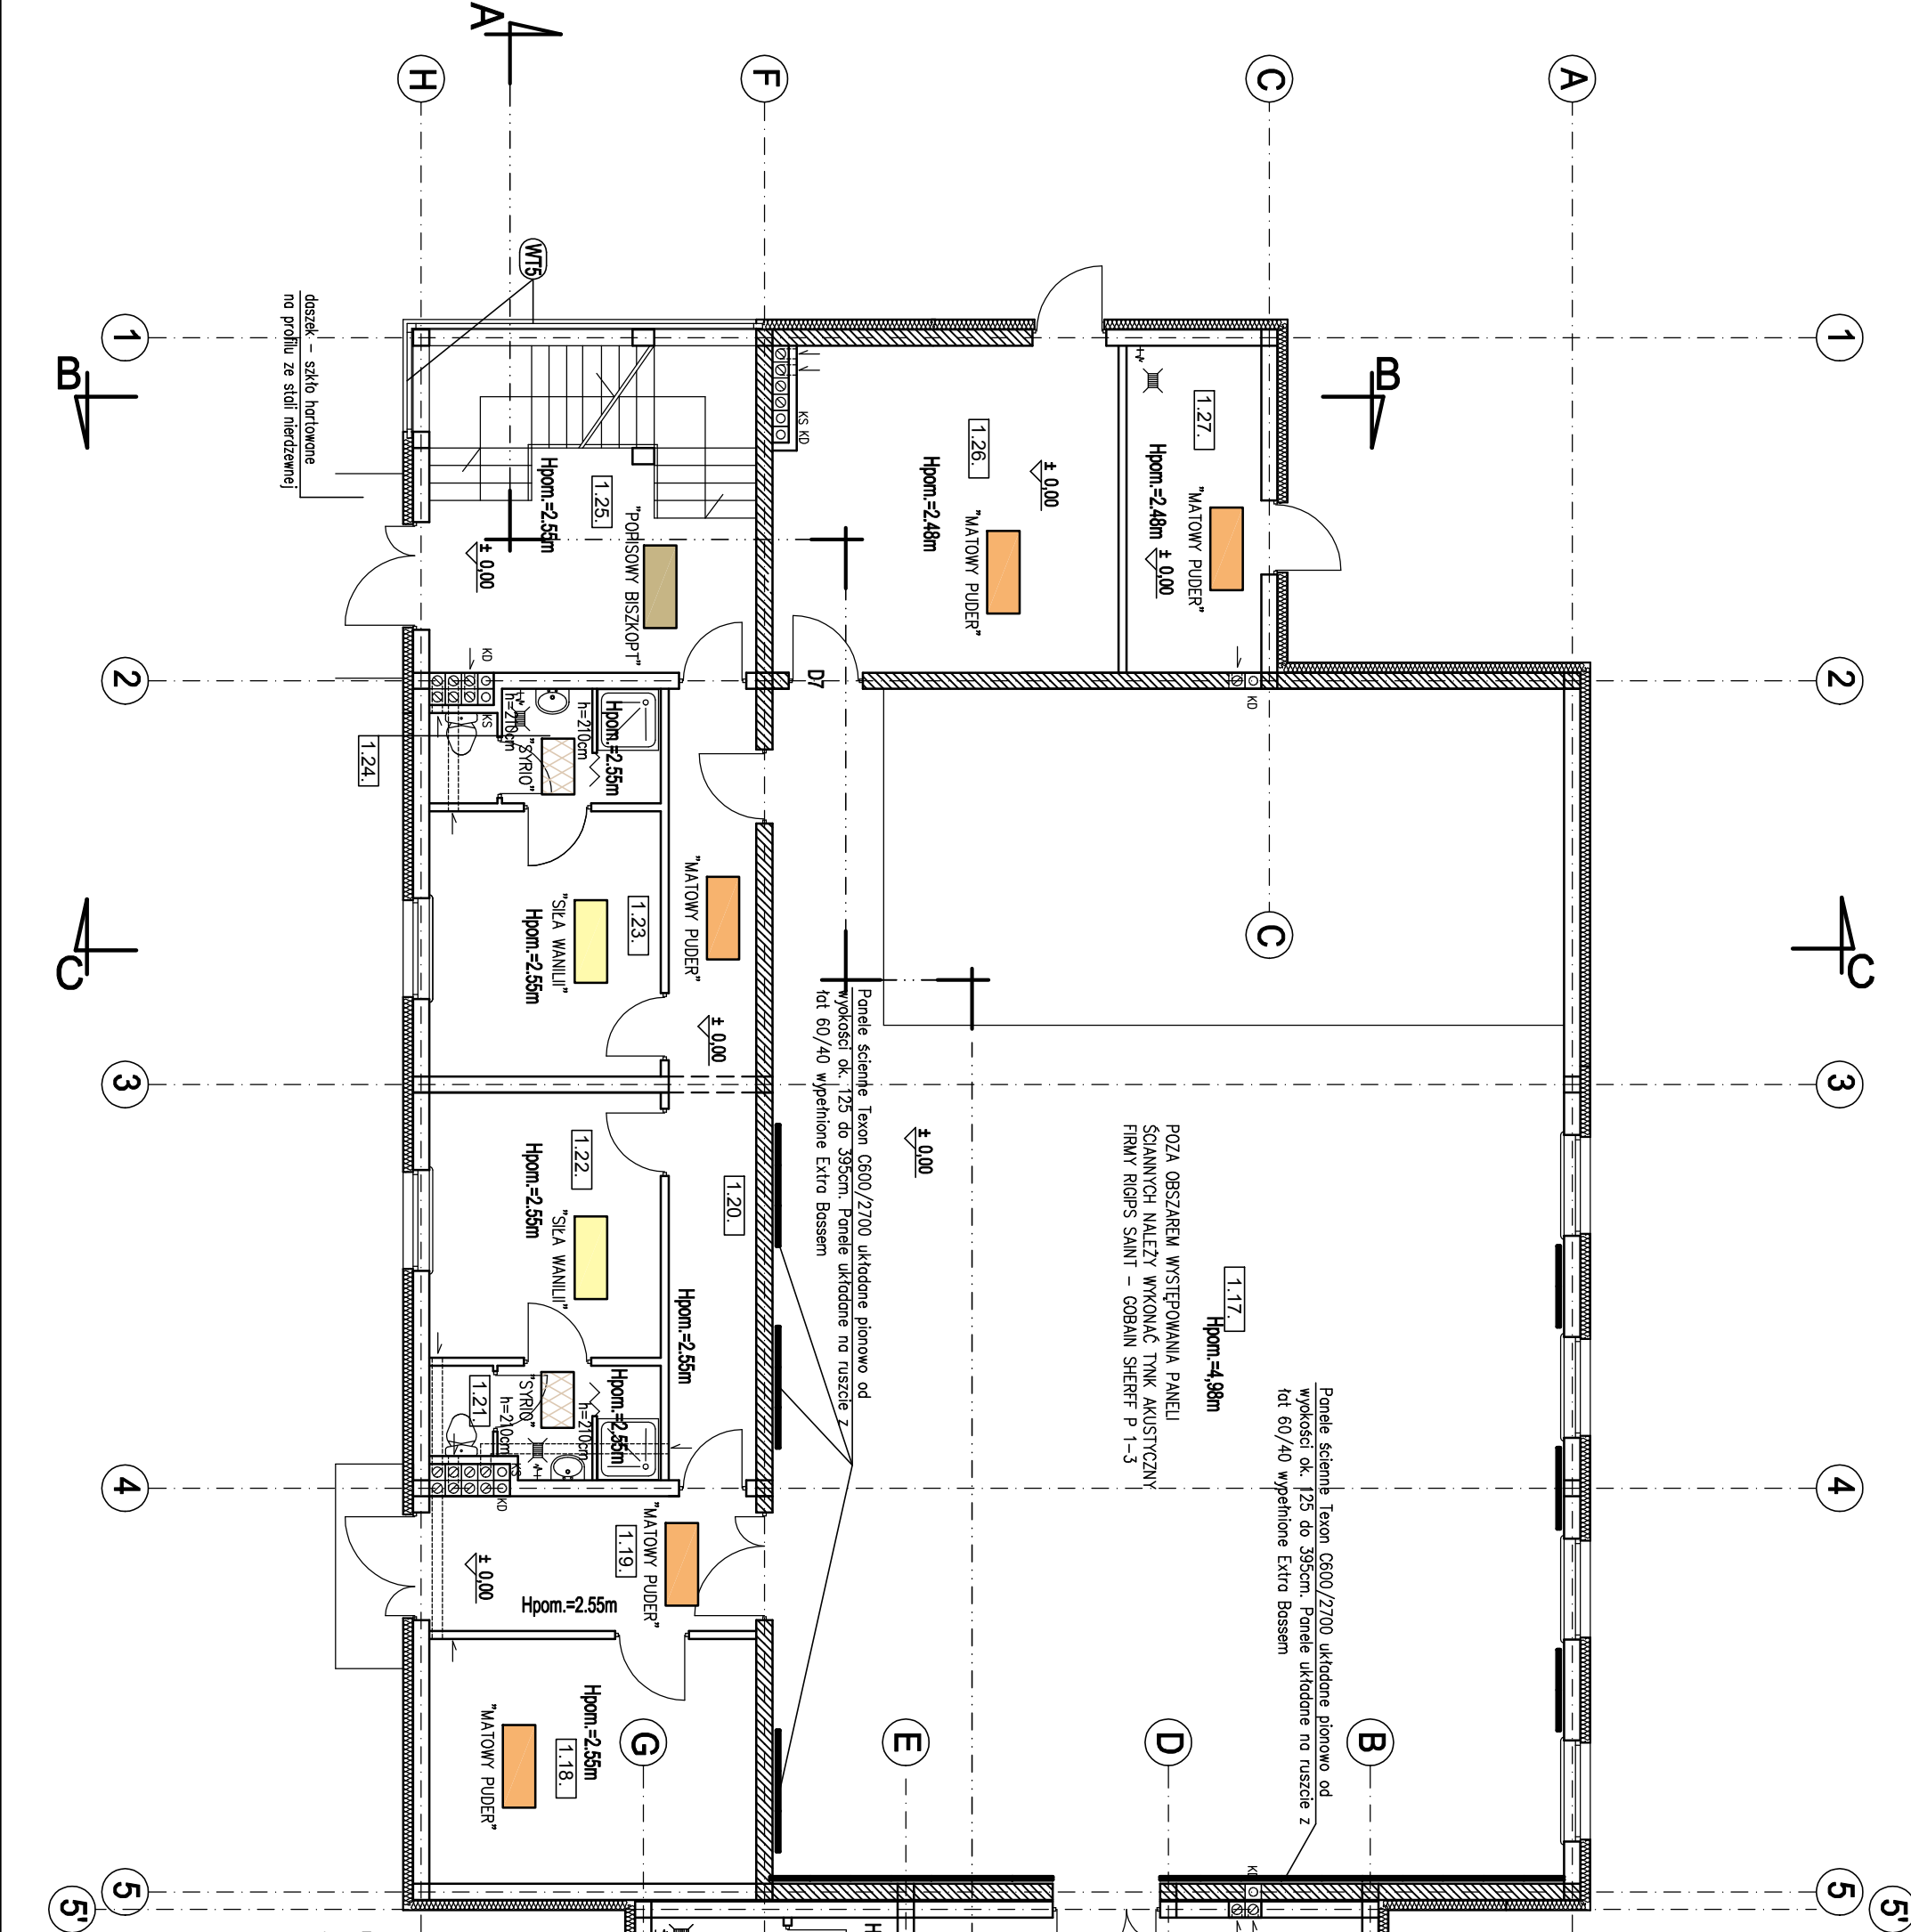 A
H
F
C
A
WT5
daszek - szkło hartowane
na profilu ze stali nierdzewnej
1
1
B
B
KS KD
1.27.
Hpom.=2.48m
"MATOWY PUDER"
± 0,00
1.26.
Hpom.=2.48m
"MATOWY PUDER"
± 0,00
1.25.
Hpom.=2.55m
"POPISOWY BISZKOPT"
± 0,00
2
2
D7
KD
KD
KS
h=210cm
h=210cm
Hpom.=2.55m
"SYRIO"
1.24.
1.23.
"SIŁA WANILII"
Hpom.=2.55m
"MATOWY PUDER"
± 0,00
C
C
C
Panele ścienne Texon C600/2700 układane pionowo od
wyokości ok. 125 do 395cm. Panele układane na ruszcie z
łat 60/40 wypełnione Extra Bassem
3
3
± 0,00
POZA OBSZAREM WYSTĘPOWANIA PANELI
ŚCIANNYCH NALEŻY WYKONAĆ TYNK AKUSTYCZNY
FIRMY RIGIPS SAINT - GOBAIN SHERFF P 1-3
1.17.
Hpom.=4,98m
1.22.
Hpom.=2.55m
"SIŁA WANILII"
1.20.
Hpom.=2.55m
Panele ścienne Texon C600/2700 układane pionowo od
wyokości ok. 125 do 395cm. Panele układane na ruszcie z
łat 60/40 wypełnione Extra Bassem
1.21.
"SYRIO"
h=210cm
h=210cm
Hpom.=2,55m
KS
KD
4
4
"MATOWY PUDER"
1.19.
± 0,00
Hpom.=2.55m
Hpom.=2.55m
1.18.
"MATOWY PUDER"
G
E
D
B
KD
5
5
5'
5'
H